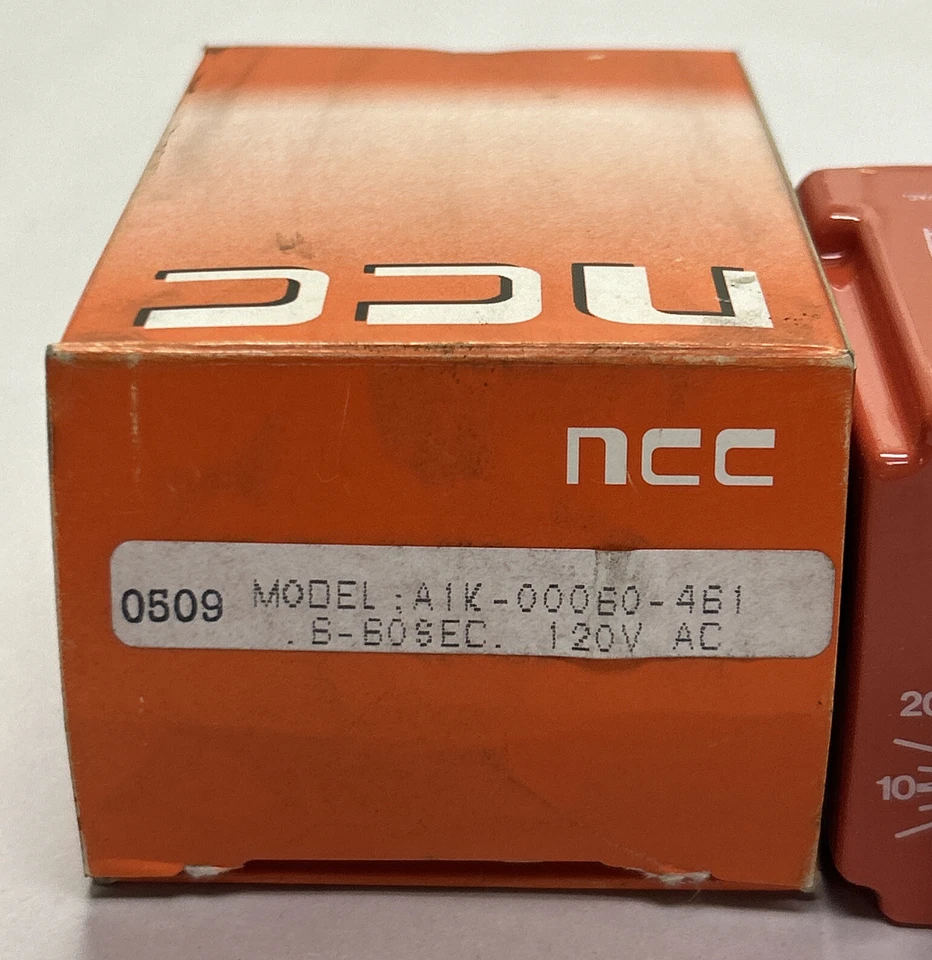 ncc
ncc
0509
MODEL : A1K-00060-461
.6-60SEC. 120V AC
20
10